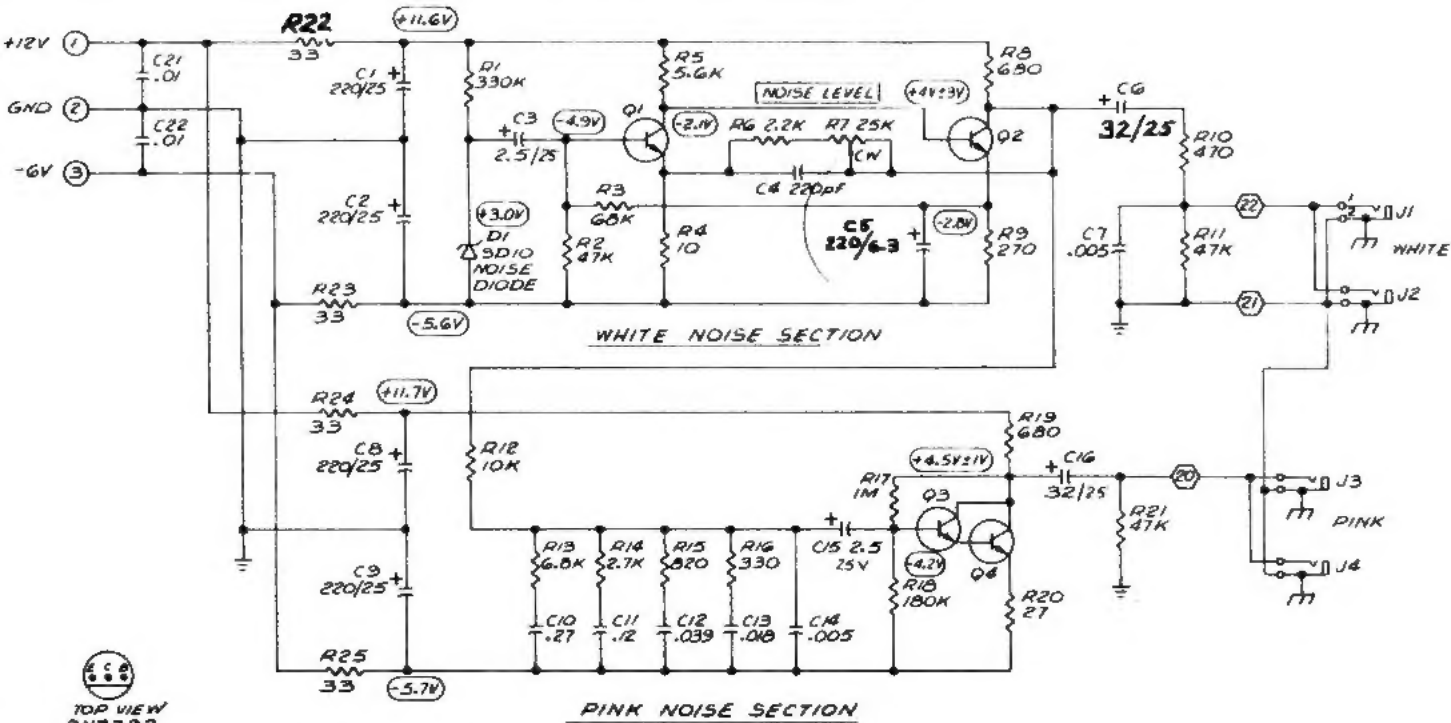 +12V 1
GND 2
-6V 3
C21
.01
C22
.01
R22
33
+11.6V
C1
220/25
+
C2
220/25
+
R23
33
-5.6V
R1
330K
+
C3
2.5/25
+3.0V
D1
SD10
NOISE
DIODE
-4.9V
R2
47K
R3
68K
Q1
R5
5.6K
-2.1V
R4
10
NOISE LEVEL
R6 2.2K
R7 25K
CW
C4 220pF
C5
220/6.3
+
+4V±3V
Q2
R8
680
-2.8V
R9
270
+ C6
32/25
R10
470
C7
.005
R11
47K
22
21
1
2
J1
WHITE
J2
WHITE NOISE SECTION
R24
33
+11.7V
C8
220/25
+
C9
220/25
+
R25
33
-5.7V
R12
10K
R13
6.8K
C10
.27
R14
2.7K
C11
.12
R15
820
C12
.039
R16
330
C13
.018
C14
.005
+
C15 2.5
25V
R17
1M
R18
180K
+4.5V±1V
Q3
-4.2V
Q4
R19
680
R20
27
+ C16
32/25
R21
47K
20
J3
PINK
J4
PINK NOISE SECTION
E C B
TOP VIEW